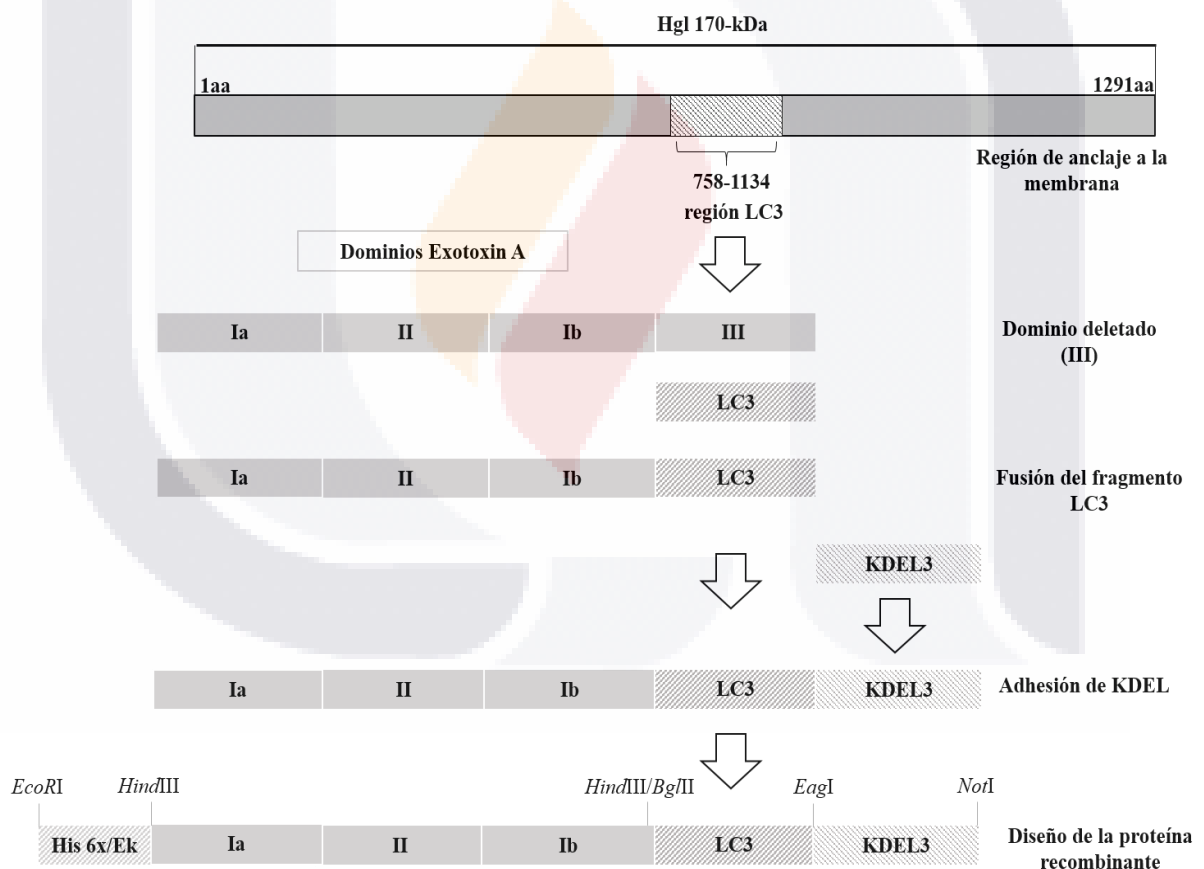 Hgl 170-kDa
1aa
1291aa
Región de anclaje a la
membrana
758-1134
región LC3
Dominios Exotoxin A
Ia
II
Ib
III
Dominio deletado
(III)
LC3
Ia
II
Ib
LC3
Fusión del fragmento
LC3
KDEL3
Ia
II
Ib
LC3
KDEL3
Adhesión de KDEL
EcoRI
HindIII
HindIII/BglII
EagI
NotI
His 6x/Ek
Ia
II
Ib
LC3
KDEL3
Diseño de la proteína
recombinante